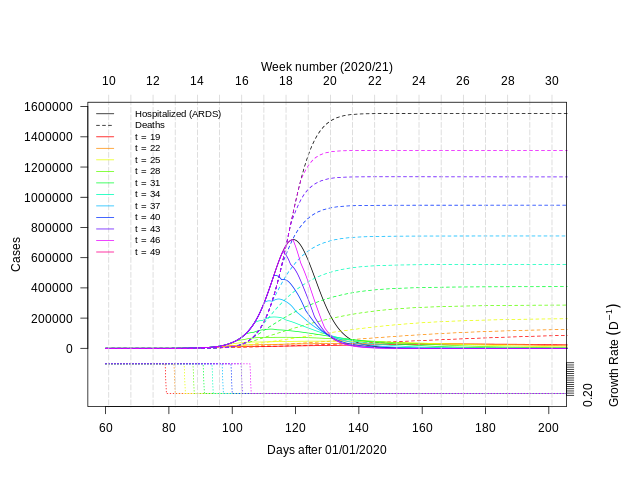 Week number (2020/21)
10 12 14 16 18 20 22 24 26 28 30
1600000
1400000
1200000
1000000
800000
600000
400000
200000
0
Cases
Hospitalized (ARDS)
Deaths
t = 19
t = 22
t = 25
t = 28
t = 31
t = 34
t = 37
t = 40
t = 43
t = 46
t = 49
0.20
Growth Rate (D⁻¹)
60 80 100 120 140 160 180 200
Days after 01/01/2020